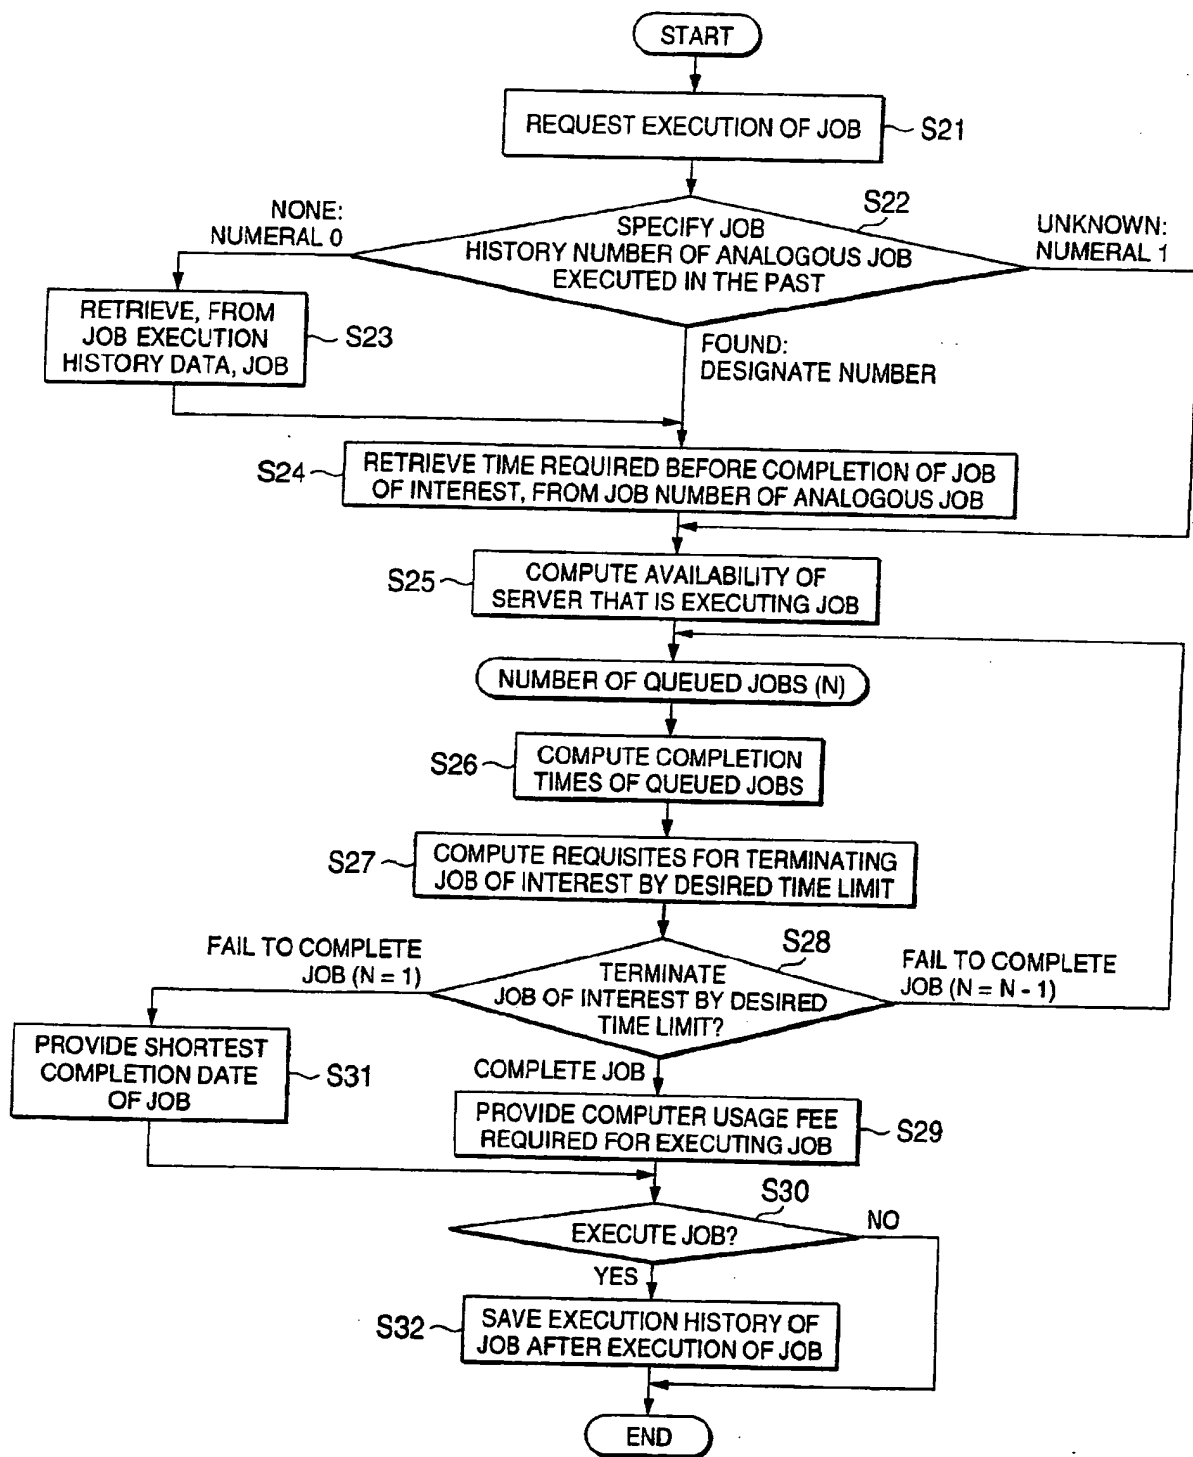 START
REQUEST EXECUTION OF JOB
S21
S22
NONE:
NUMERAL 0
SPECIFY JOB
HISTORY NUMBER OF ANALOGOUS JOB
EXECUTED IN THE PAST
UNKNOWN:
NUMERAL 1
RETRIEVE, FROM
JOB EXECUTION
HISTORY DATA, JOB
S23
FOUND:
DESIGNATE NUMBER
S24
RETRIEVE TIME REQUIRED BEFORE COMPLETION OF JOB
OF INTEREST, FROM JOB NUMBER OF ANALOGOUS JOB
S25
COMPUTE AVAILABILITY OF
SERVER THAT IS EXECUTING JOB
NUMBER OF QUEUED JOBS (N)
S26
COMPUTE COMPLETION
TIMES OF QUEUED JOBS
S27
COMPUTE REQUISITES FOR TERMINATING
JOB OF INTEREST BY DESIRED TIME LIMIT
S28
FAIL TO COMPLETE
JOB (N = 1)
TERMINATE
JOB OF INTEREST BY DESIRED
TIME LIMIT?
FAIL TO COMPLETE
JOB (N = N - 1)
PROVIDE SHORTEST
COMPLETION DATE
OF JOB
S31
COMPLETE JOB
PROVIDE COMPUTER USAGE FEE
REQUIRED FOR EXECUTING JOB
S29
S30
EXECUTE JOB?
NO
YES
S32
SAVE EXECUTION HISTORY OF
JOB AFTER EXECUTION OF JOB
END